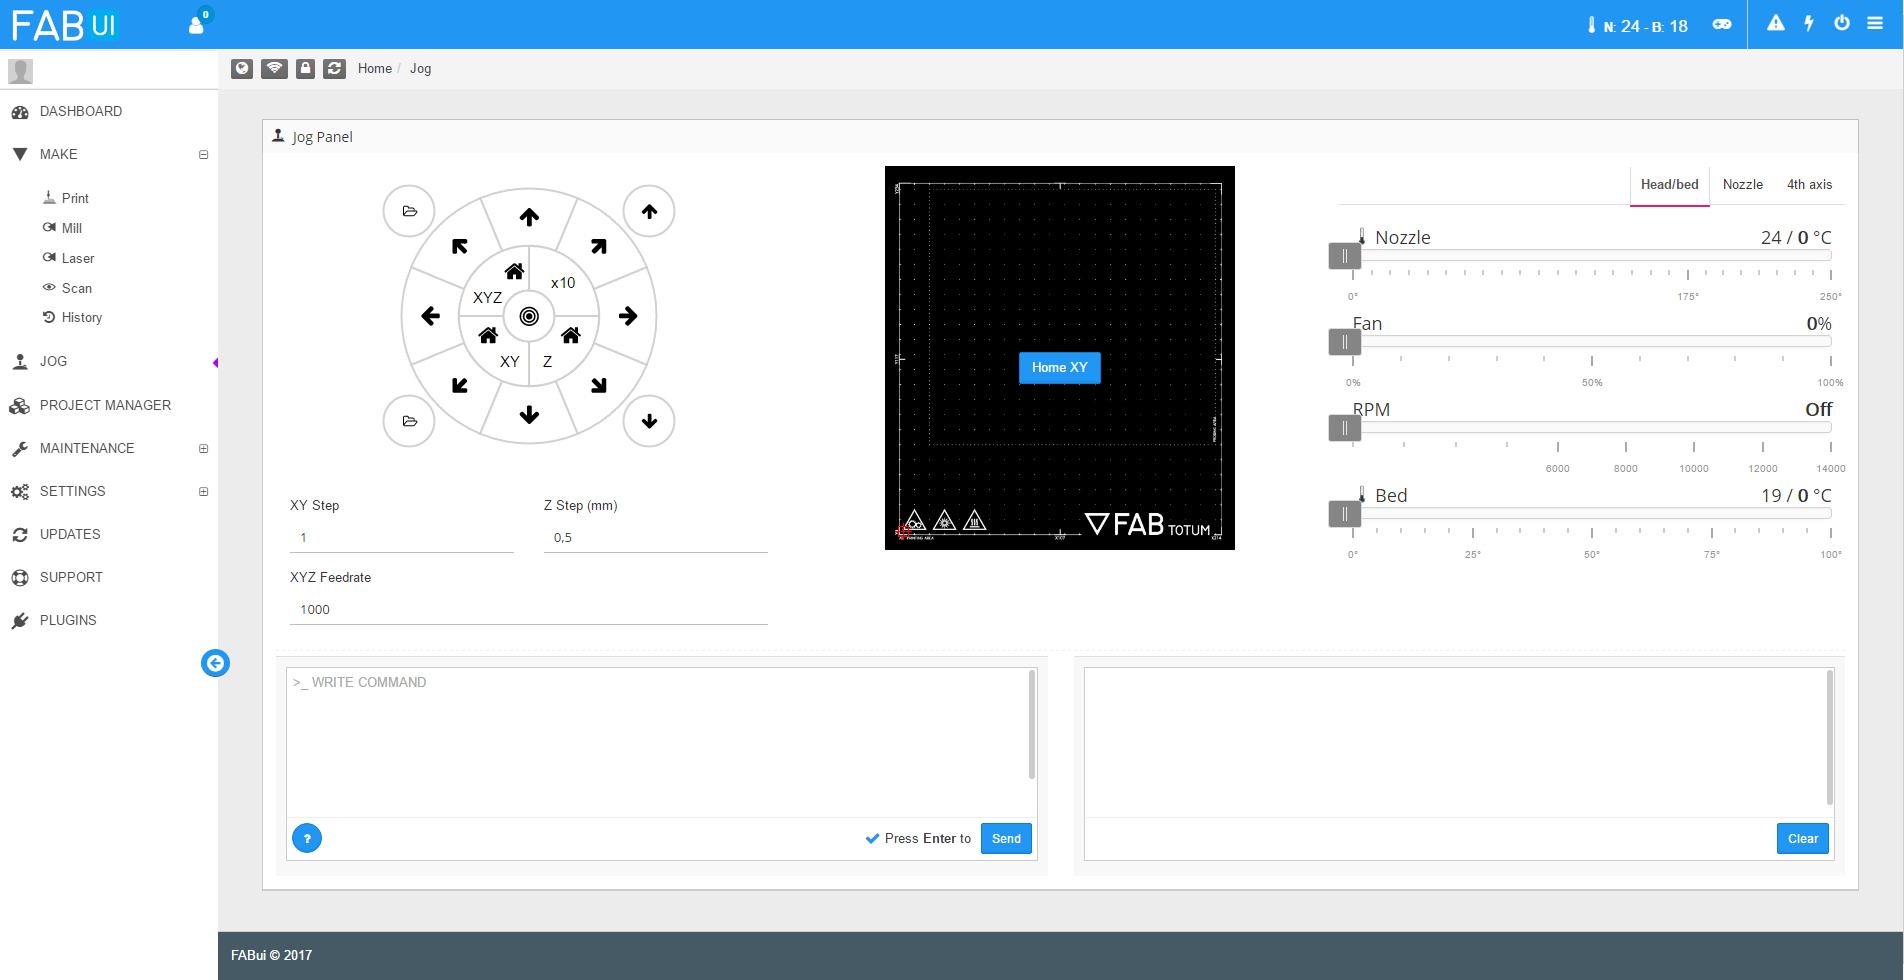 FAB UI
0
N: 24 - B: 18
Home / Jog
DASHBOARD
MAKE
Print
Mill
Laser
Scan
History
JOG
PROJECT MANAGER
MAINTENANCE
SETTINGS
UPDATES
SUPPORT
PLUGINS
Jog Panel
XYZ
x10
XY
Z
XY Step
Z Step (mm)
1
0,5
XYZ Feedrate
1000
Home XY
FAB TOTUM
Head/bed
Nozzle
4th axis
Nozzle
24 / 0 °C
0°
175°
250°
Fan
0%
0%
50%
100%
RPM
Off
6000
8000
10000
12000
14000
Bed
19 / 0 °C
0°
25°
50°
75°
100°
>_ WRITE COMMAND
?
Press Enter to
Send
Clear
FABui © 2017